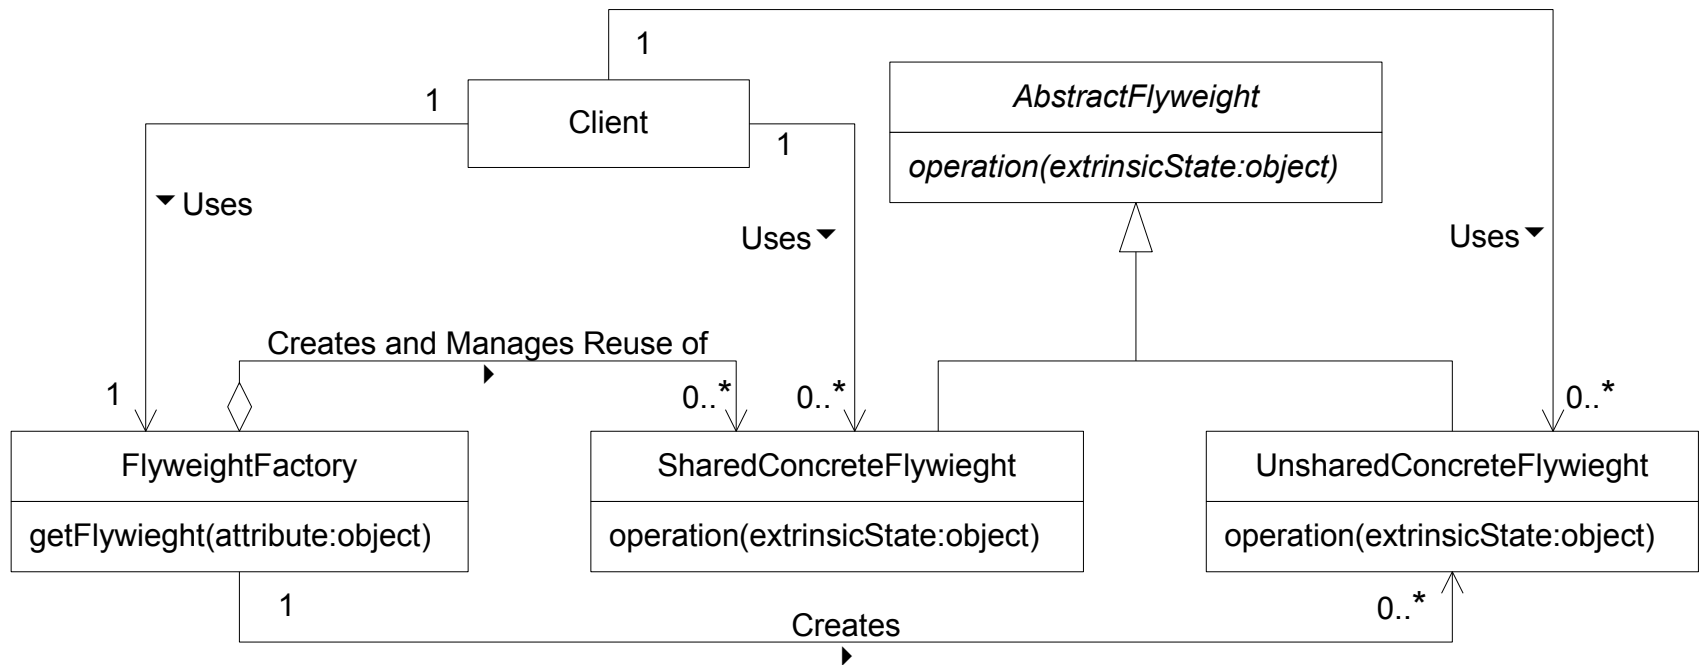 1
1
Client
1
AbstractFlyweight
operation(extrinsicState:object)
Uses
Uses
Uses
Creates and Manages Reuse of
1
0..*
0..*
0..*
FlyweightFactory
getFlywieght(attribute:object)
SharedConcreteFlywieght
operation(extrinsicState:object)
UnsharedConcreteFlywieght
operation(extrinsicState:object)
1
0..*
Creates